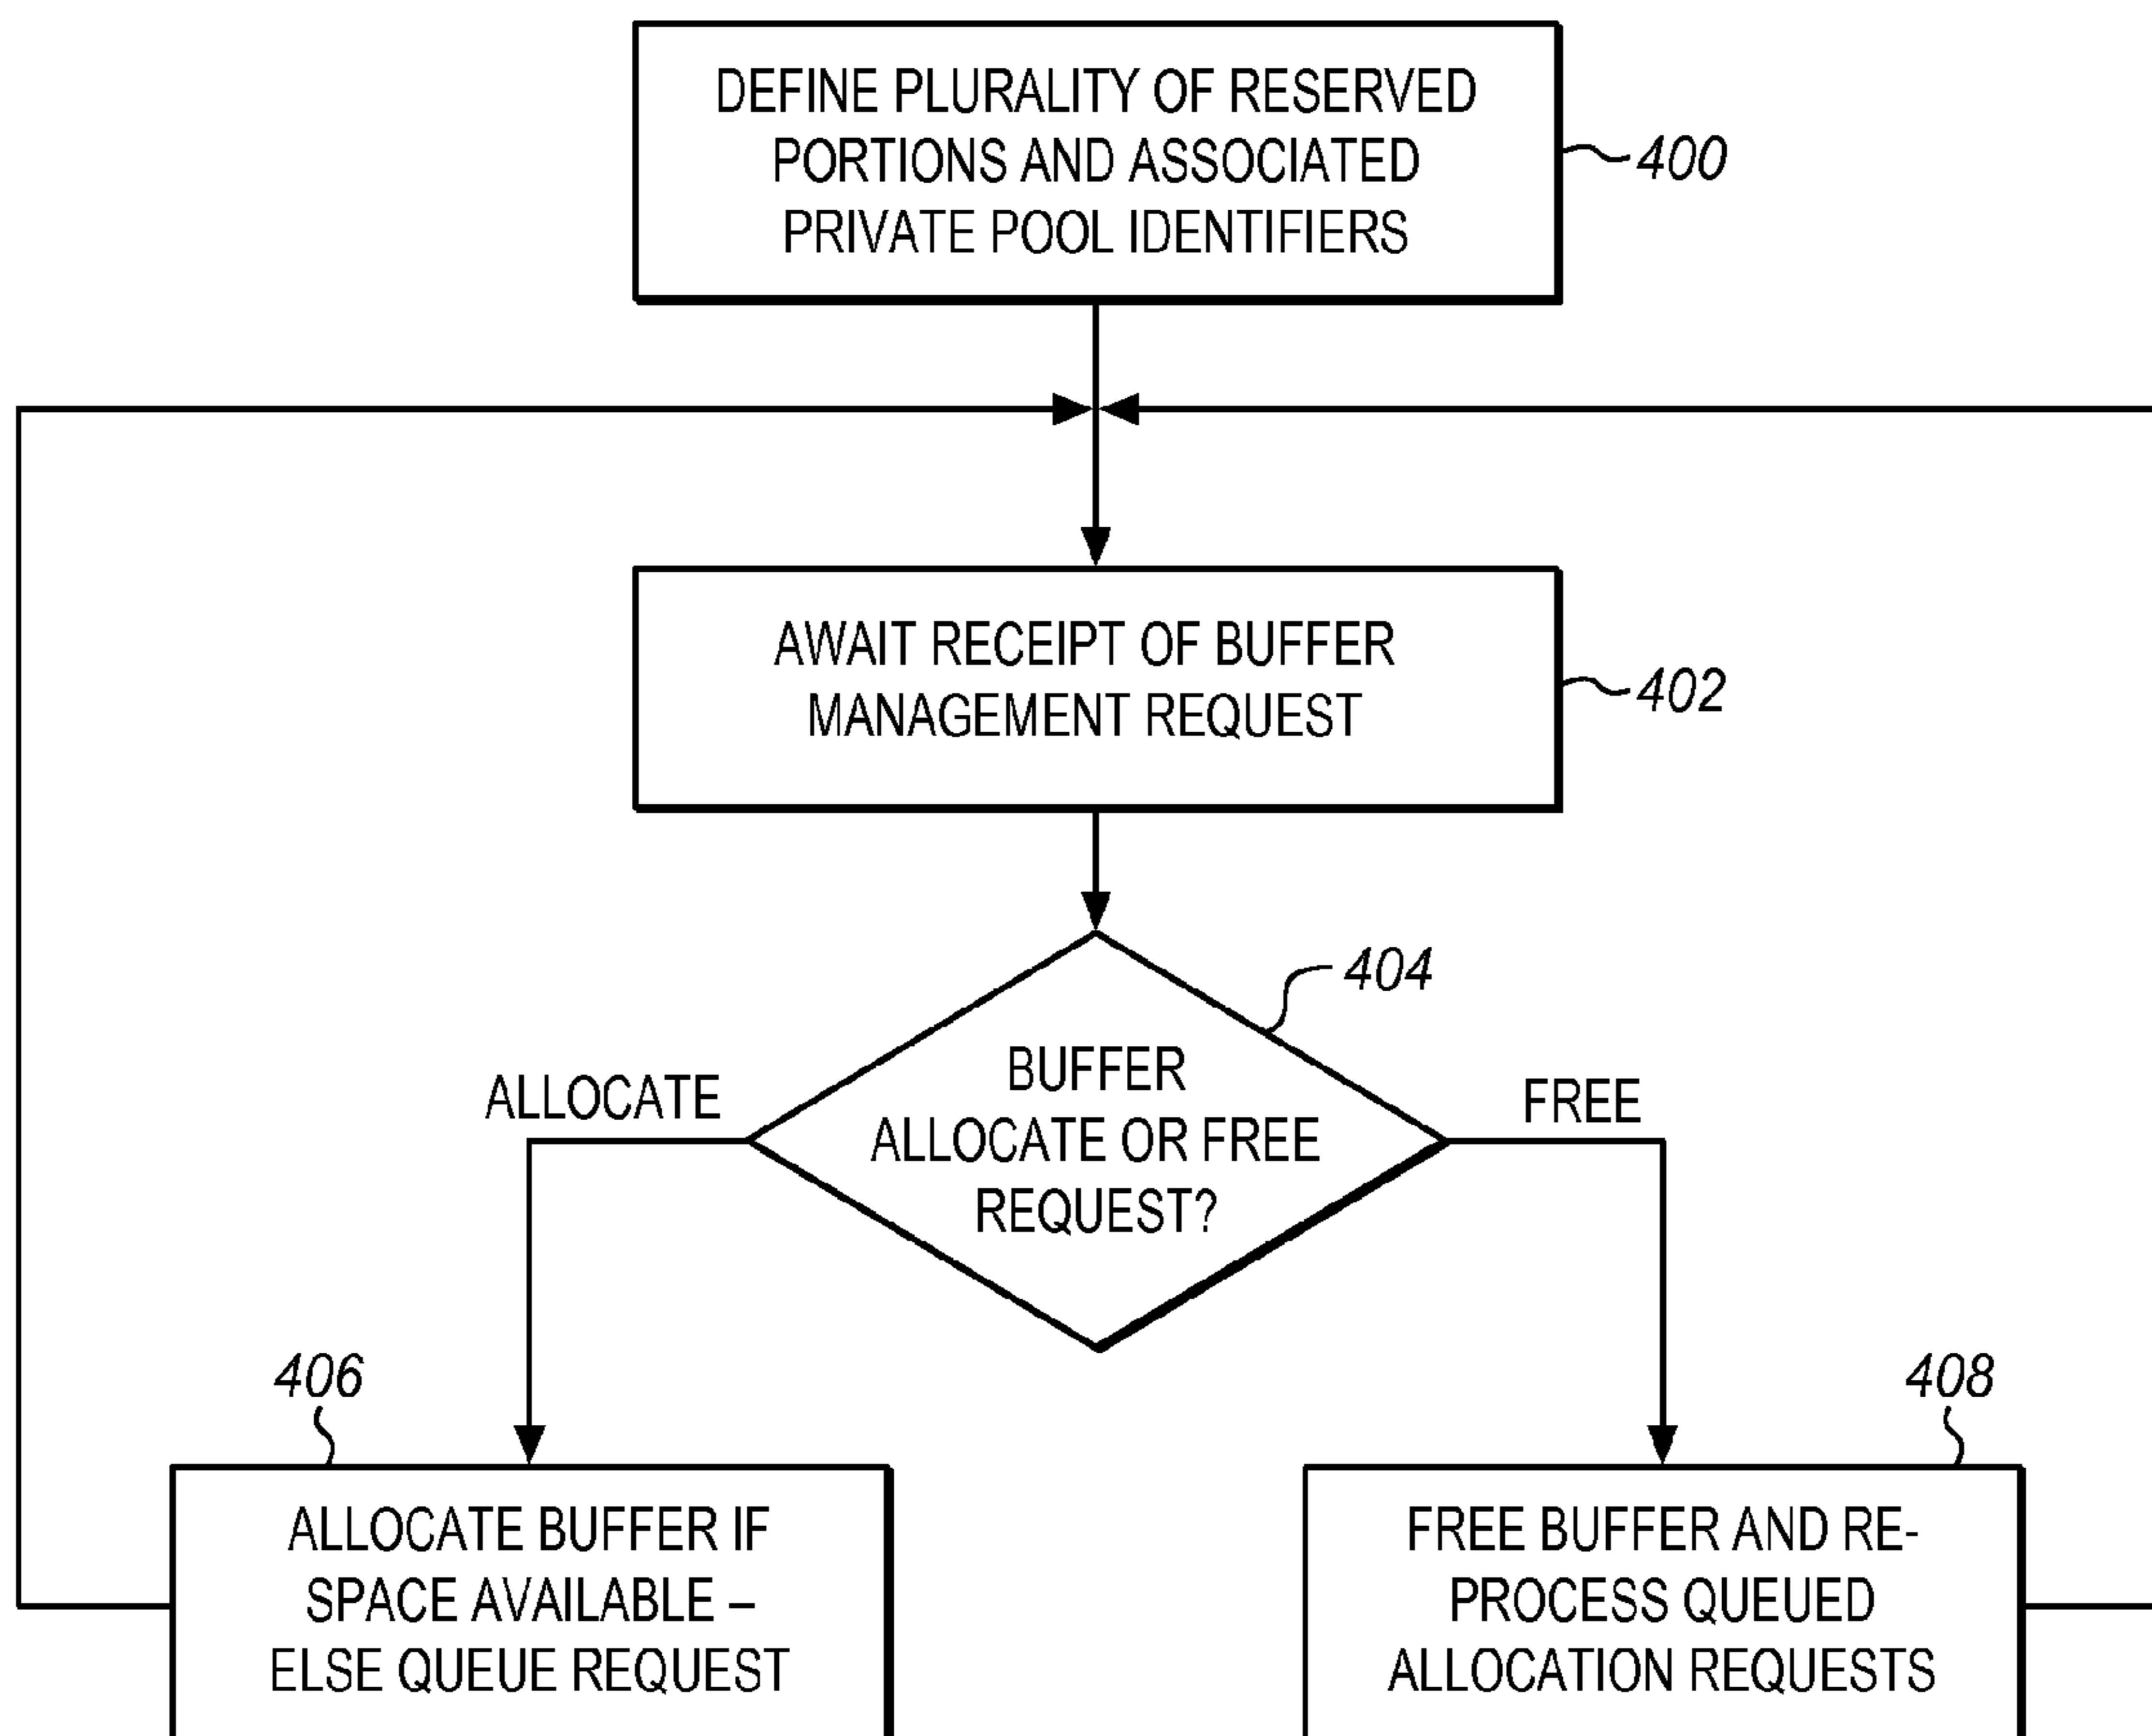 DEFINE PLURALITY OF RESERVED
PORTIONS AND ASSOCIATED
PRIVATE POOL IDENTIFIERS
400
AWAIT RECEIPT OF BUFFER
MANAGEMENT REQUEST
402
404
BUFFER
ALLOCATE OR FREE
REQUEST?
ALLOCATE
FREE
406
ALLOCATE BUFFER IF
SPACE AVAILABLE –
ELSE QUEUE REQUEST
408
FREE BUFFER AND RE-
PROCESS QUEUED
ALLOCATION REQUESTS